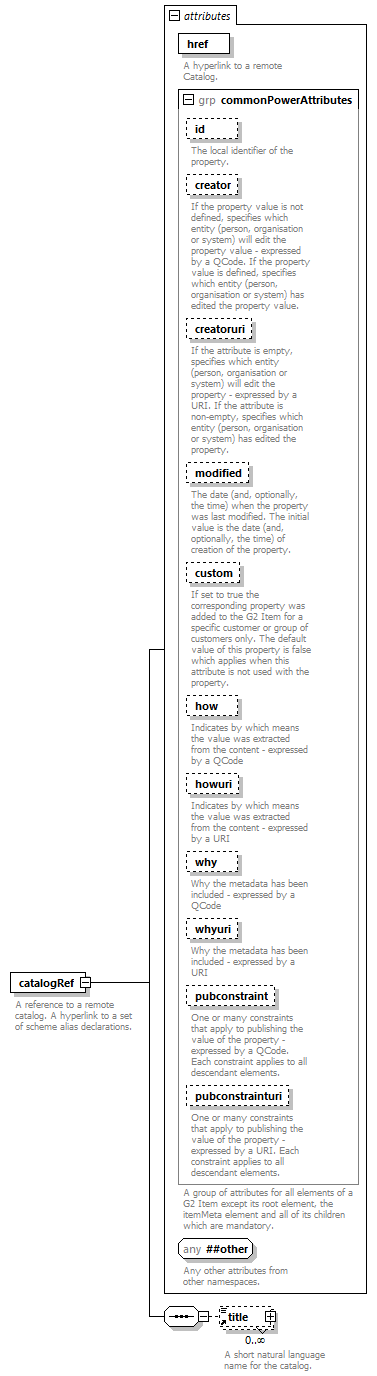 attributes
href
A hyperlink to a remote
Catalog.
grp commonPowerAttributes
id
The local identifier of the
property.
creator
If the property value is not
defined, specifies which
entity (person, organisation
or system) will edit the
property value - expressed
by a QCode. If the property
value is defined, specifies
which entity (person,
organisation or system) has
edited the property value.
creatoruri
If the attribute is empty,
specifies which entity
(person, organisation or
system) will edit the
property - expressed by a
URI. If the attribute is
non-empty, specifies which
entity (person, organisation
or system) has edited the
property.
modified
The date (and, optionally,
the time) when the property
was last modified. The initial
value is the date (and,
optionally, the time) of
creation of the property.
custom
If set to true the
corresponding property was
added to the G2 Item for a
specific customer or group of
customers only. The default
value of this property is false
which applies when this
attribute is not used with the
property.
how
Indicates by which means
the value was extracted
from the content - expressed
by a QCode
howuri
Indicates by which means
the value was extracted
from the content - expressed
by a URI
why
Why the metadata has been
included - expressed by a
QCode
whyuri
Why the metadata has been
included - expressed by a
URI
pubconstraint
One or many constraints
that apply to publishing the
value of the property -
expressed by a QCode.
Each constraint applies to all
descendant elements.
pubconstrainturi
One or many constraints
that apply to publishing the
value of the property -
expressed by a URI. Each
constraint applies to all
descendant elements.
A group of attributes for all elements of a
G2 Item except its root element, the
itemMeta element and all of its children
which are mandatory.
any ##other
Any other attributes from
other namespaces.
catalogRef
A reference to a remote
catalog. A hyperlink to a set
of scheme alias declarations.
title
0..∞
A short natural language
name for the catalog.